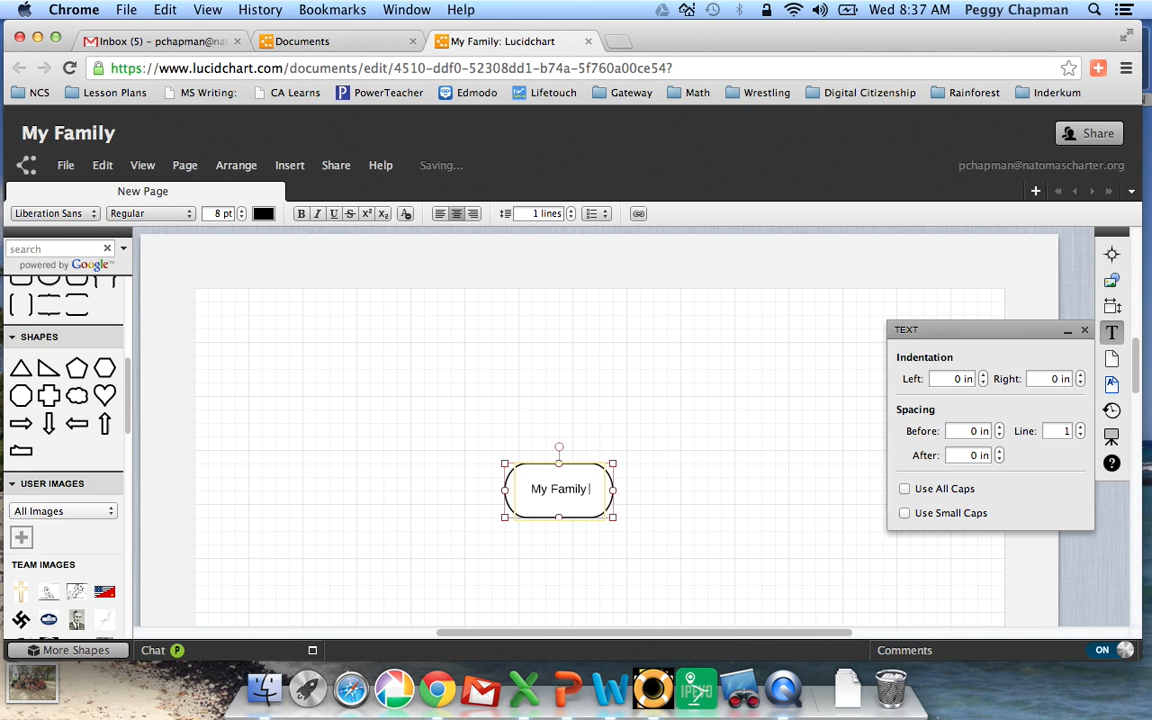 Chrome File Edit View History Bookmarks Window Help Wed 8:37 AM Peggy Chapman
Inbox (5) – pchapman@na Documents My Family: Lucidchart
https://www.lucidchart.com/documents/edit/4510-ddf0-52308dd1-b74a-5f760a00ce54?
NCS Lesson Plans MS Writing: CA Learns PowerTeacher Edmodo Lifetouch Gateway Math Wrestling Digital Citizenship Rainforest Inderkum
My Family Share
File Edit View Page Arrange Insert Share Help Saving... pchapman@natomascharter.org
New Page
Liberation Sans Regular 8 pt B I U S X² X₂ 1 lines
search
powered by Google™
TEXT
Indentation
Left: 0 in Right: 0 in
Spacing
Before: 0 in Line: 1
After: 0 in
Use All Caps
Use Small Caps
SHAPES
My Family
USER IMAGES
All Images
TEAM IMAGES
More Shapes Chat P Comments ON
IPEVO